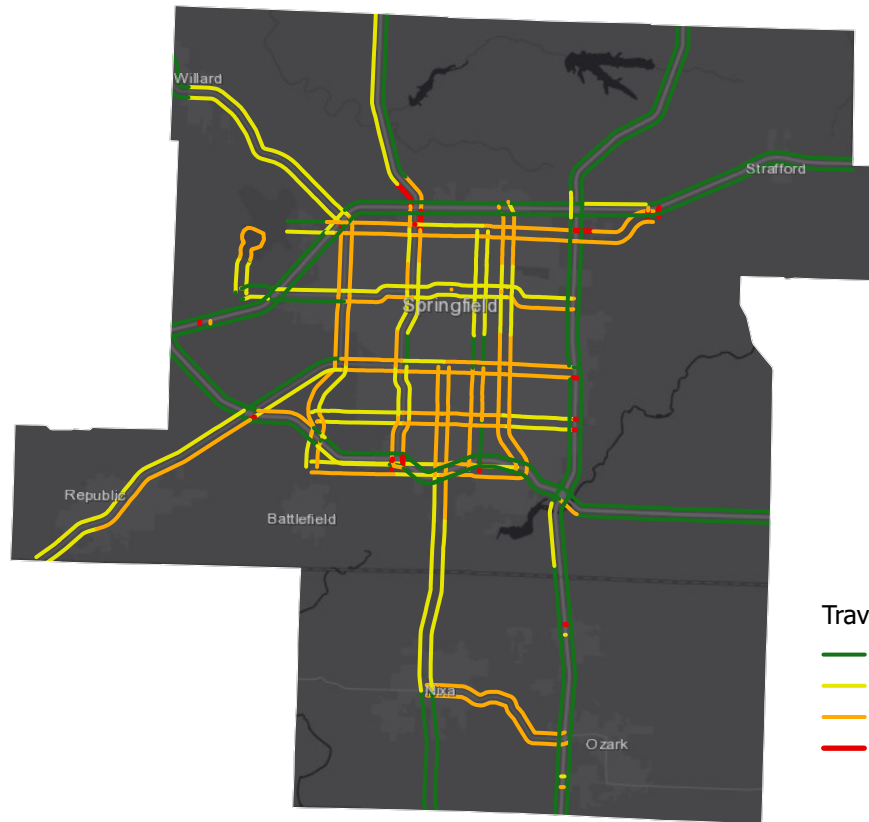 Willard
Strafford
Springfield
Republic
Battlefield
Trav
Nixa
Ozark